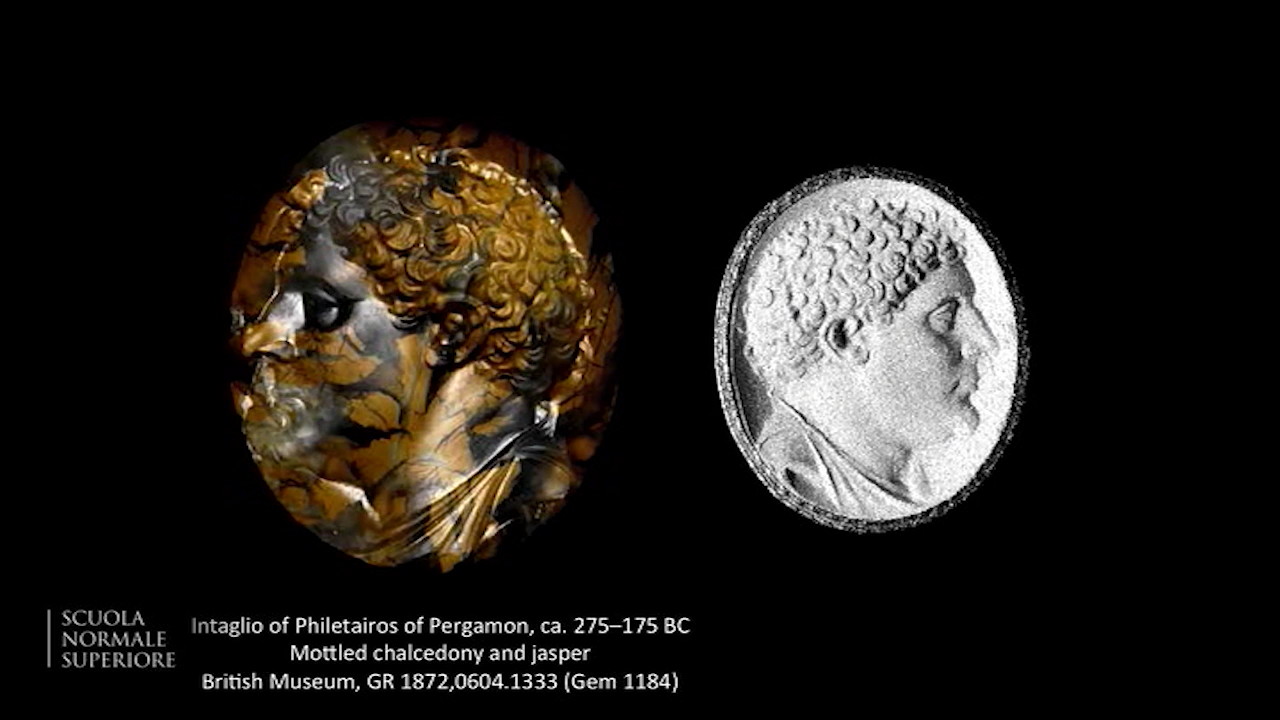 SCUOLA
NORMALE
SUPERIORE
Intaglio of Philetairos of Pergamon, ca. 275–175 BC
Mottled chalcedony and jasper
British Museum, GR 1872,0604.1333 (Gem 1184)